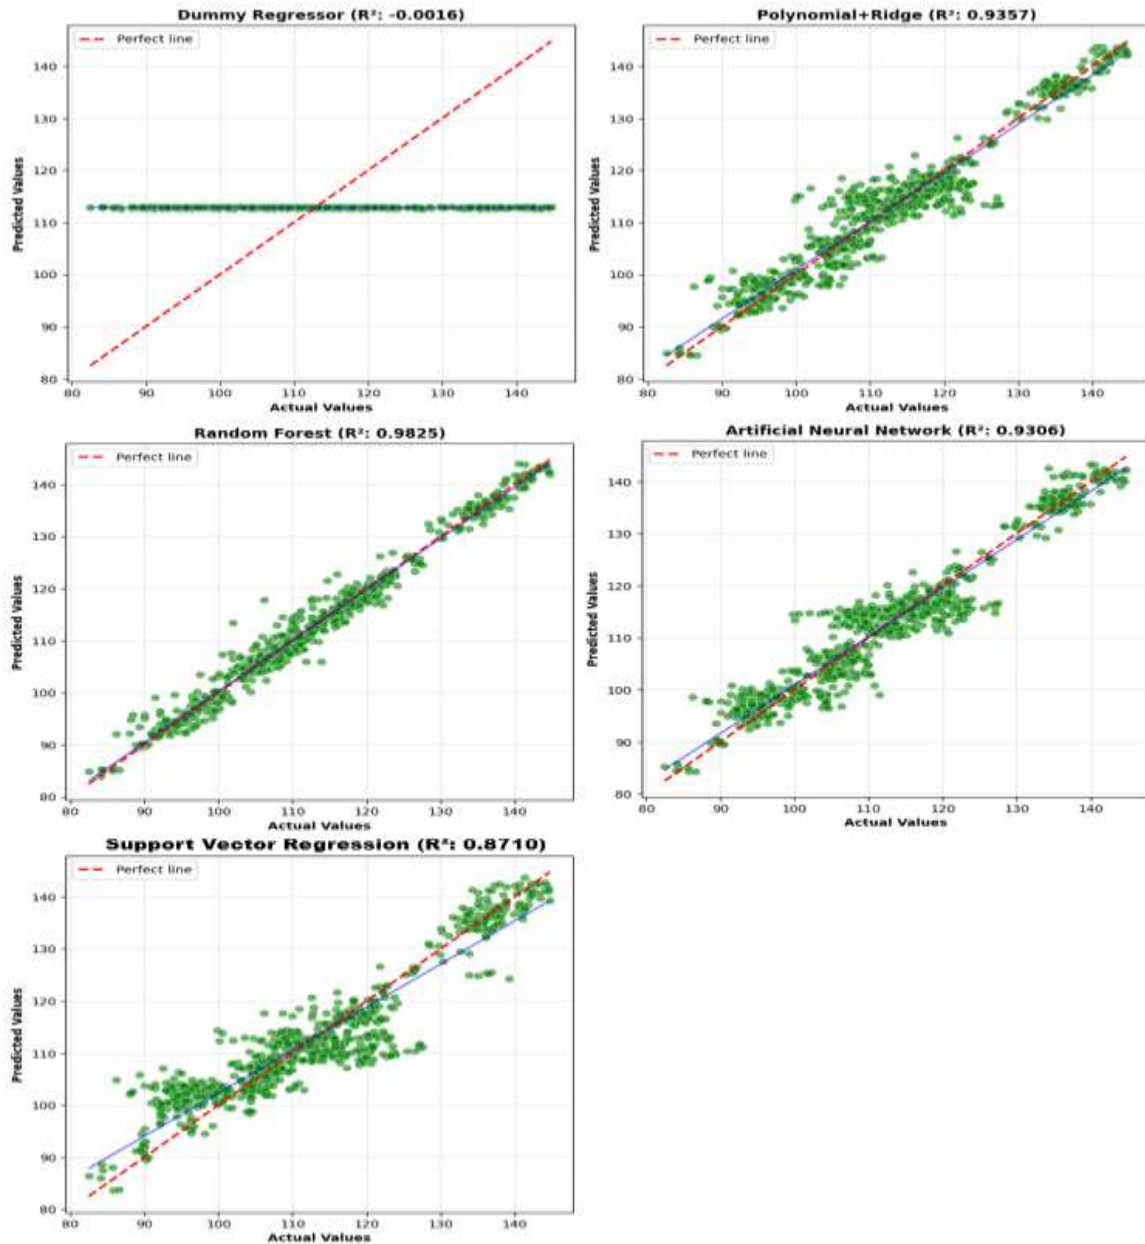 Dummy Regressor (R²: -0.0016)
Perfect line
Predicted Values
140
130
120
110
100
90
80
80 90 100 110 120 130 140
Actual Values
Polynomial+Ridge (R²: 0.9357)
Perfect line
Predicted Values
140
130
120
110
100
90
80
80 90 100 110 120 130 140
Actual Values
Random Forest (R²: 0.9825)
Perfect line
Predicted Values
140
130
120
110
100
90
80
80 90 100 110 120 130 140
Actual Values
Artificial Neural Network (R²: 0.9306)
Perfect line
Predicted Values
140
130
120
110
100
90
80
80 90 100 110 120 130 140
Actual Values
Support Vector Regression (R²: 0.8710)
Perfect line
Predicted Values
140
130
120
110
100
90
80
80 90 100 110 120 130 140
Actual Values